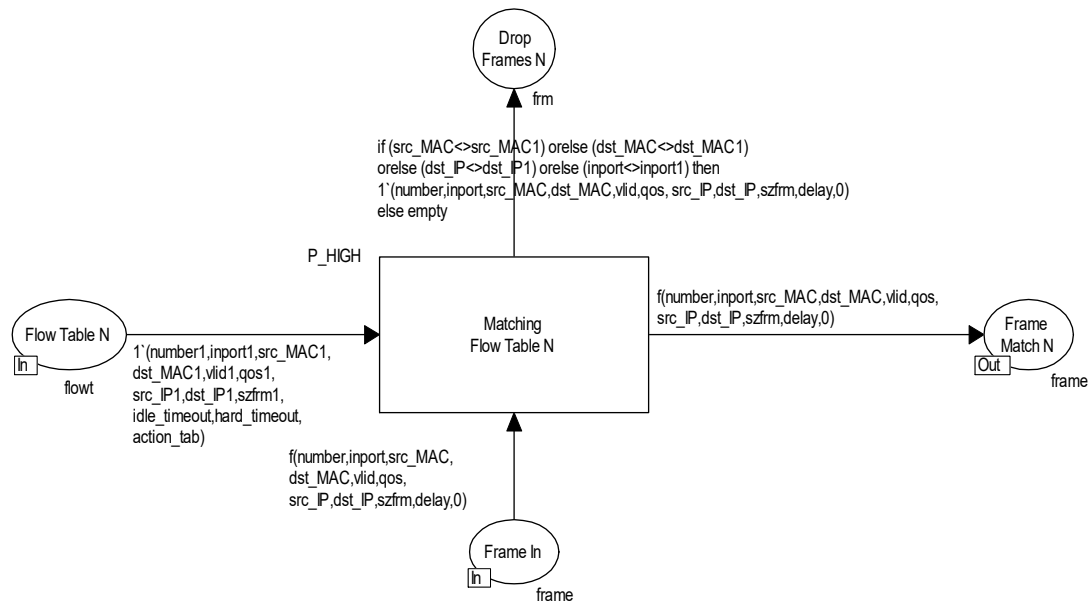 Drop
Frames N
frm
if (src_MAC<>src_MAC1) orelse (dst_MAC<>dst_MAC1)
orelse (dst_IP<>dst_IP1) orelse (inport<>inport1) then
1`(number,inport,src_MAC,dst_MAC,vlid,qos, src_IP,dst_IP,szfrm,delay,0)
else empty
P_HIGH
Flow Table N
In
flowt
1`(number1,inport1,src_MAC1,
dst_MAC1,vlid1,qos1,
src_IP1,dst_IP1,szfrm1,
idle_timeout,hard_timeout,
action_tab)
Matching
Flow Table N
f(number,inport,src_MAC,dst_MAC,vlid,qos,
src_IP,dst_IP,szfrm,delay,0)
Frame
Match N
Out
frame
f(number,inport,src_MAC,
dst_MAC,vlid,qos,
src_IP,dst_IP,szfrm,delay,0)
Frame In
In
frame